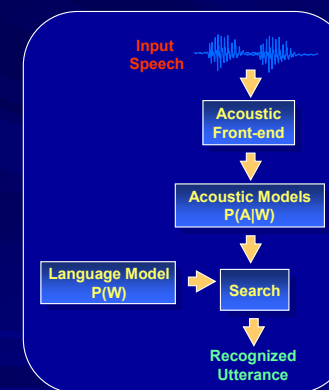 Input
Speech
Acoustic
Front-end
Acoustic Models
P(A|W)
Language Model
P(W)
Search
Recognized
Utterance